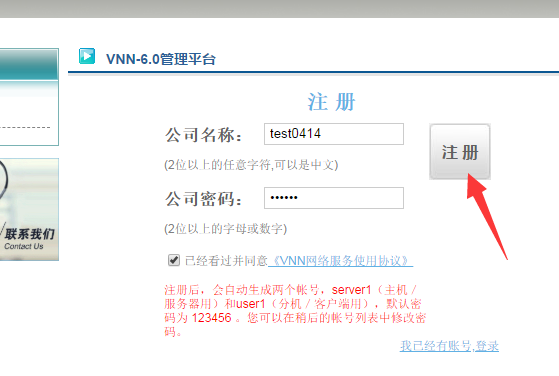 VNN-6.0管理平台
注 册
公司名称： test0414
注 册
(2位以上的任意字符,可以是中文)
公司密码： ••••••
(2位以上的字母或数字)
联系我们
Contact Us
已经看过并同意《VNN网络服务使用协议》
注册后，会自动生成两个帐号，server1（主机／
服务器用）和user1（分机／客户端用），默认密
码为 123456 。您可以在稍后的帐号列表中修改密
码。
我已经有账号,登录